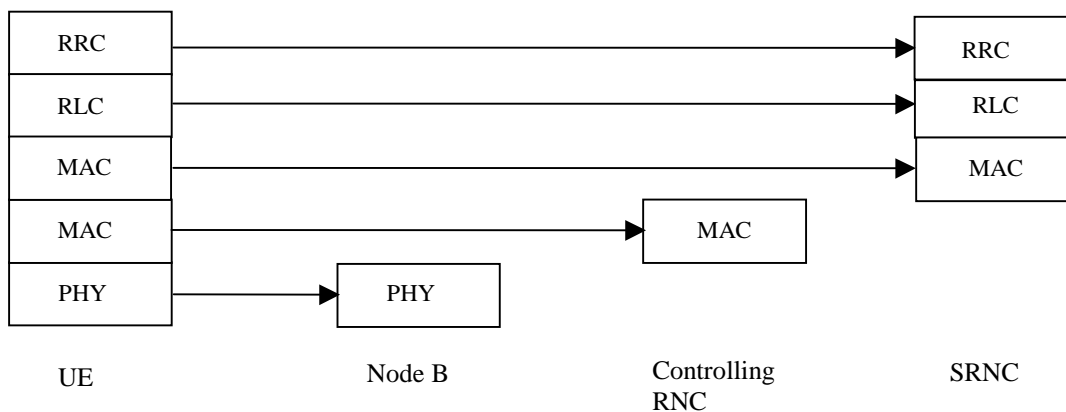 RRC
RRC
RLC
RLC
MAC
MAC
MAC
MAC
PHY
PHY
UE
Node B
Controlling
RNC
SRNC